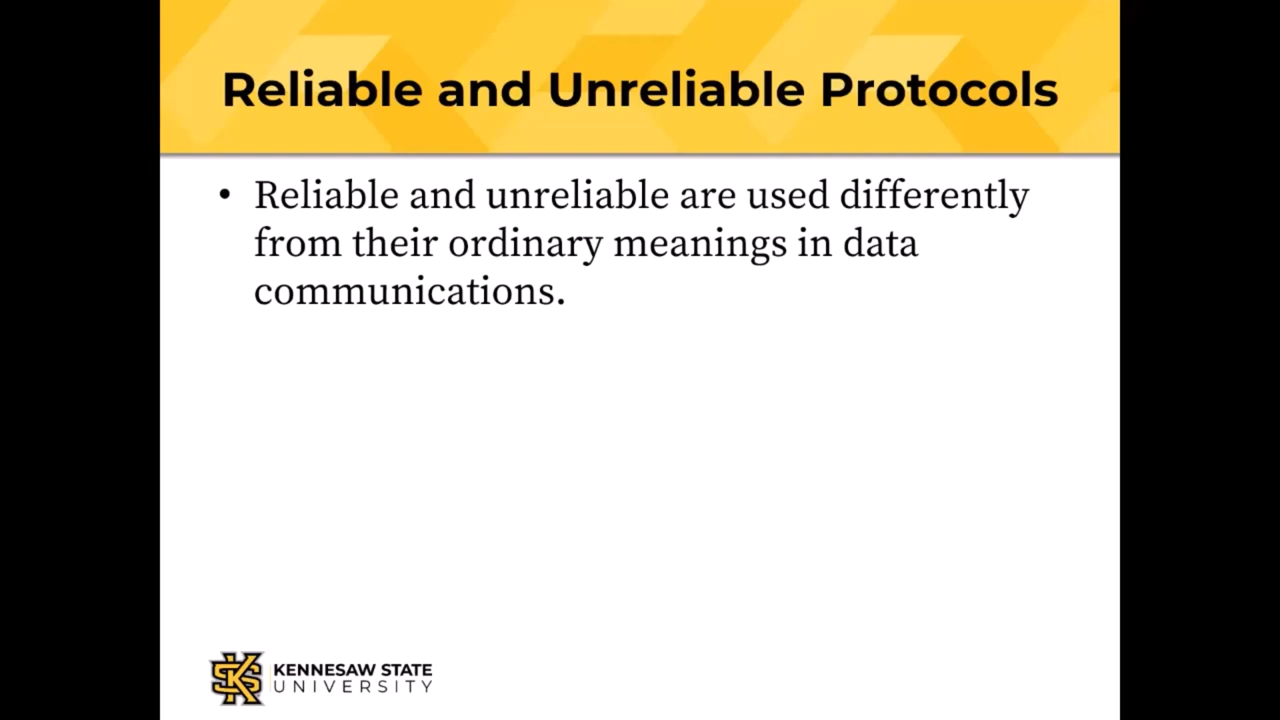 Reliable and Unreliable Protocols
• Reliable and unreliable are used differently
from their ordinary meanings in data
communications.
KENNESAW STATE
UNIVERSITY